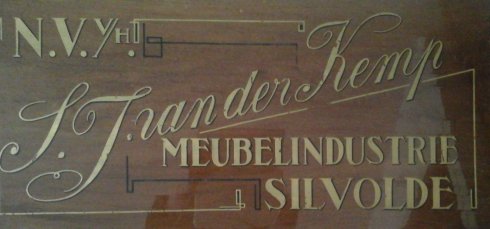 N.V. v/h.
S. J. van der Kemp
MEUBELINDUSTRIE
SILVOLDE